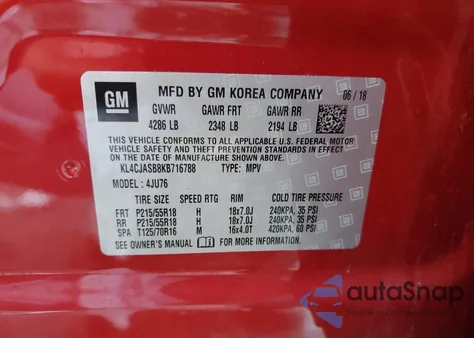 GM
MFD BY GM KOREA COMPANY 06 / 18
GVWR GAWR FRT GAWR RR
4286 LB 2348 LB 2194 LB
THIS VEHICLE CONFORMS TO ALL APPLICABLE U.S. FEDERAL MOTOR
VEHICLE SAFETY AND THEFT PREVENTION STANDARDS IN EFFECT
ON THE DATE OF MANUFACTURE SHOWN ABOVE.
KL4CJASB8KB716788 TYPE: MPV
MODEL: 4JU76
TIRE SIZE SPEED RTG RIM COLD TIRE PRESSURE
FRT P215/55R18 H 18x7.0J 240KPA, 35 PSI
RR P215/55R18 H 18x7.0J 240KPA, 35 PSI
SPA T125/70R16 M 16x4.0T 420KPA, 60 PSI
SEE OWNER'S MANUAL FOR MORE INFORMATION.
autoSnap